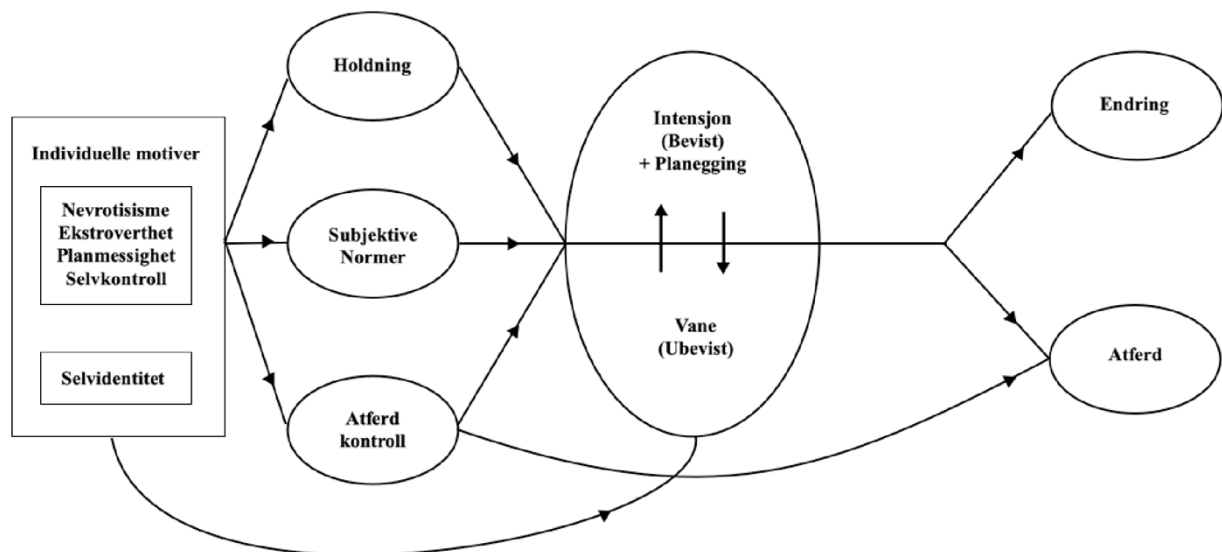 Individuelle motiver
Nevrotisisme
Ekstroverthet
Planmessighet
Selvkontroll
Selvidentitet
Holdning
Subjektive
Normer
Atferd
kontroll
Intensjon
(Bevist)
+ Planegging
Vane
(Ubevist)
Endring
Atferd